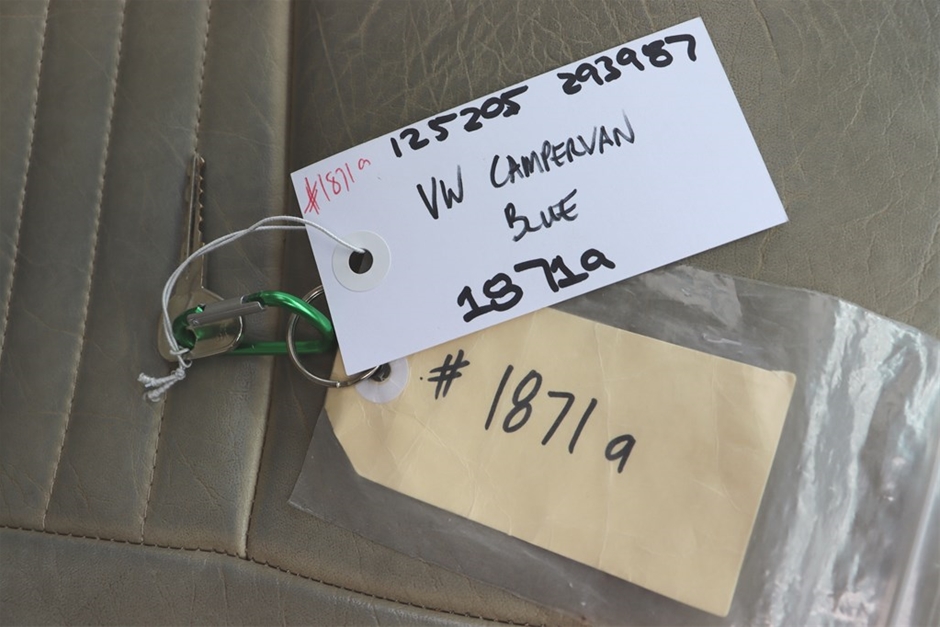 125205 293987
#1871a
VW CAMPERVAN
BLUE
1871a
# 1871a